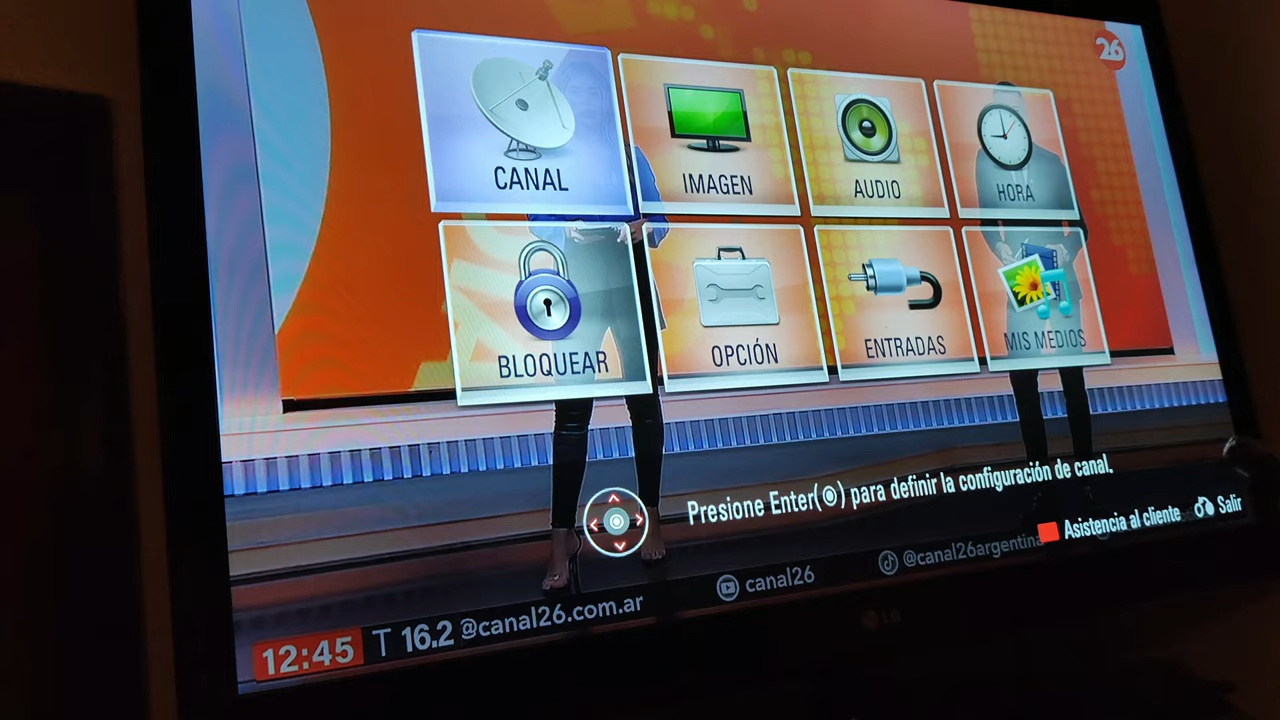 26
CANAL
IMAGEN
AUDIO
HORA
BLOQUEAR
OPCIÓN
ENTRADAS
MIS MEDIOS
Presione Enter(◉) para definir la configuración de canal.
Asistencia al cliente
Salir
12:45 T 16.2 @canal26.com.ar
canal26
@canal26argentina
LG